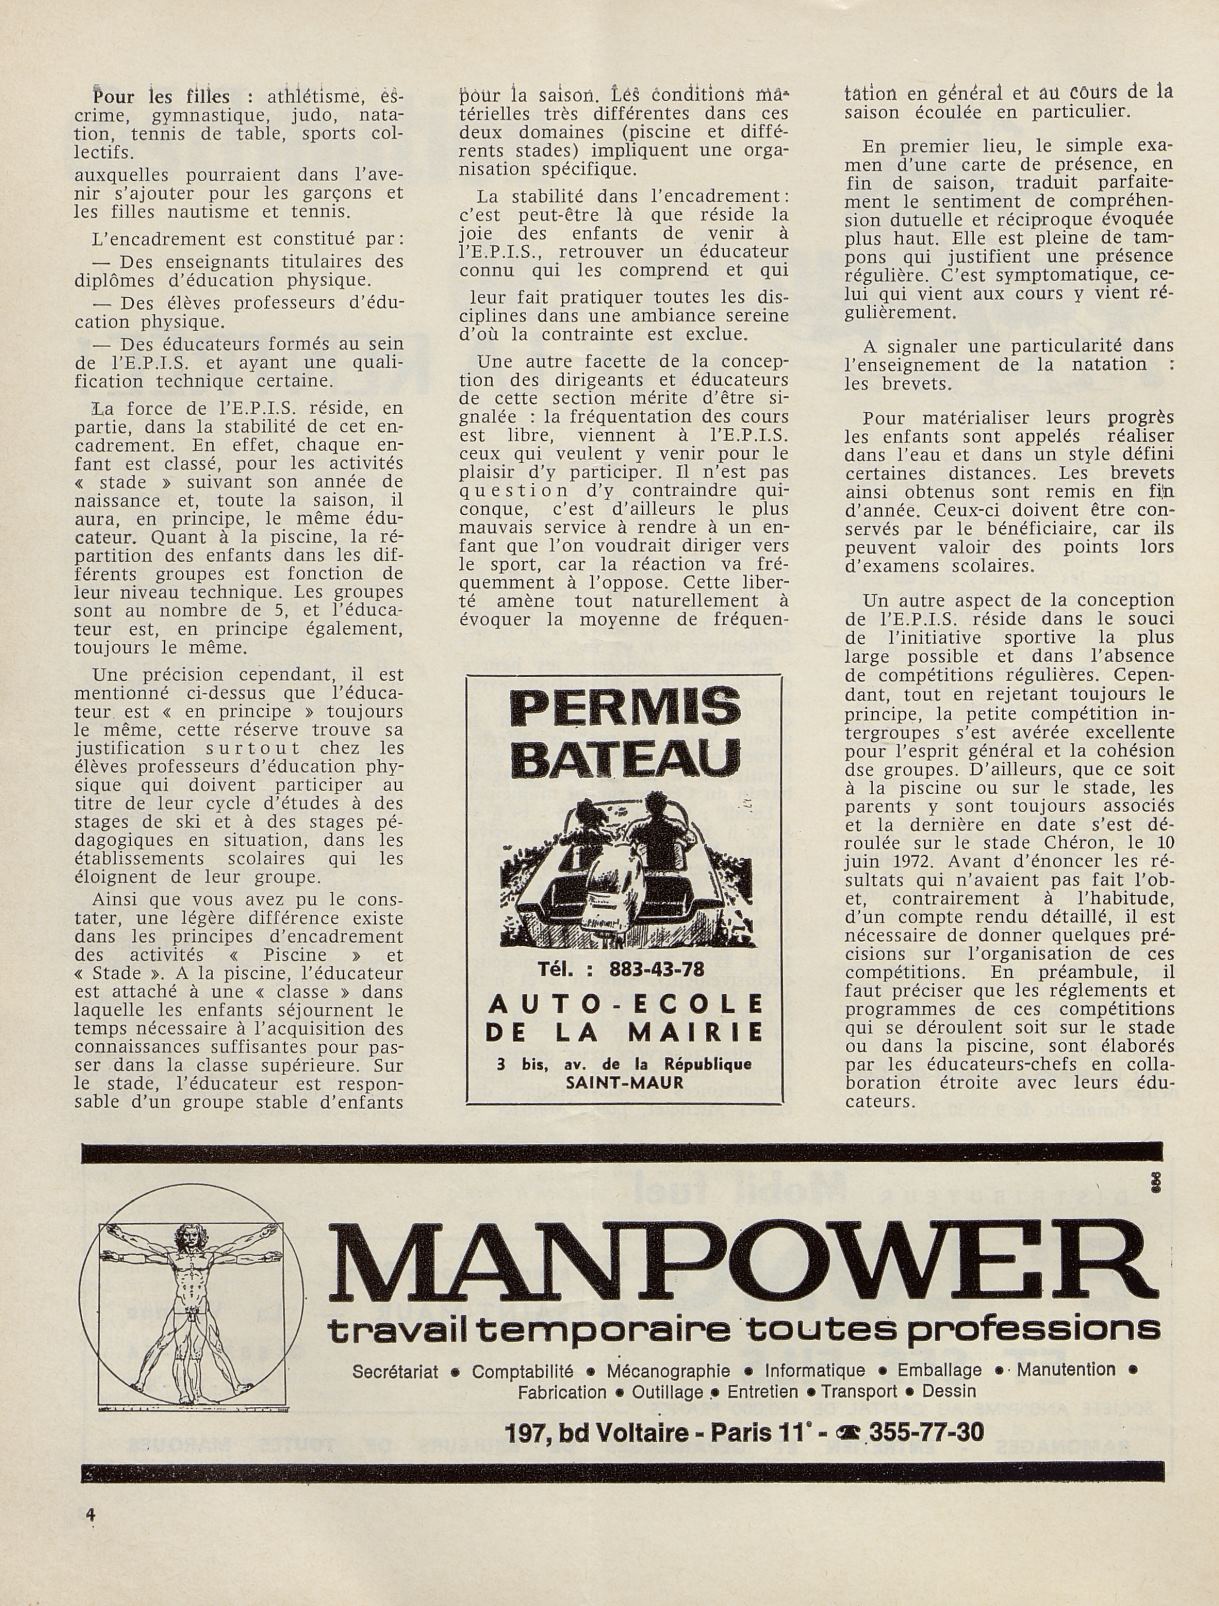 Pour les filles : athlétisme, es-
crime, gymnastique, judo, nata-
tion, tennis de table, sports col-
lectifs.
auxquelles pourraient dans l'ave-
nir s'ajouter pour les garçons et
les filles nautisme et tennis.
L'encadrement est constitué par :
— Des enseignants titulaires des
diplômes d'éducation physique.
— Des élèves professeurs d'édu-
cation physique.
— Des éducateurs formés au sein
de l'E.P.I.S. et ayant une quali-
fication technique certaine.
La force de l'E.P.I.S. réside, en
partie, dans la stabilité de cet en-
cadrement. En effet, chaque en-
fant est classé, pour les activités
« stade » suivant son année de
naissance et, toute la saison, il
aura, en principe, le même édu-
cateur. Quant à la piscine, la ré-
partition des enfants dans les dif-
férents groupes est fonction de
leur niveau technique. Les groupes
sont au nombre de 5, et l'éduca-
teur est, en principe également,
toujours le même.
Une précision cependant, il est
mentionné ci-dessus que l'éduca-
teur est « en principe » toujours
le même, cette réserve trouve sa
justification surtout chez les
élèves professeurs d'éducation phy-
sique qui doivent participer au
titre de leur cycle d'études à des
stages de ski et à des stages pé-
dagogiques en situation, dans les
établissements scolaires qui les
éloignent de leur groupe.
Ainsi que vous avez pu le cons-
tater, une légère différence existe
dans les principes d'encadrement
des activités « Piscine » et
« Stade ». A la piscine, l'éducateur
est attaché à une « classe » dans
laquelle les enfants séjournent le
temps nécessaire à l'acquisition des
connaissances suffisantes pour pas-
ser dans la classe supérieure. Sur
le stade, l'éducateur est respon-
sable d'un groupe stable d'enfants
pour la saison. Les conditions ma-
térielles très différentes dans ces
deux domaines (piscine et diffé-
rents stades) impliquent une orga-
nisation spécifique.
La stabilité dans l'encadrement :
c'est peut-être là que réside la
joie des enfants de venir à
l'E.P.I.S., retrouver un éducateur
connu qui les comprend et qui
leur fait pratiquer toutes les dis-
ciplines dans une ambiance sereine
d'où la contrainte est exclue.
Une autre facette de la concep-
tion des dirigeants et éducateurs
de cette section mérite d'être si-
gnalée : la fréquentation des cours
est libre, viennent à l'E.P.I.S.
ceux qui veulent y venir pour le
plaisir d'y participer. Il n'est pas
question d'y contraindre qui-
conque, c'est d'ailleurs le plus
mauvais service à rendre à un en-
fant que l'on voudrait diriger vers
le sport, car la réaction va fré-
quemment à l'oppose. Cette liber-
té amène tout naturellement à
évoquer la moyenne de fréquen-
PERMIS
BATEAU
Tél. : 883-43-78
AUTO-ECOLE
DE LA MAIRIE
3 bis, av. de la République
SAINT-MAUR
tation en général et au cours de la
saison écoulée en particulier.
En premier lieu, le simple exa-
men d'une carte de présence, en
fin de saison, traduit parfaite-
ment le sentiment de compréhen-
sion dutuelle et réciproque évoquée
plus haut. Elle est pleine de tam-
pons qui justifient une présence
régulière. C'est symptomatique, ce-
lui qui vient aux cours y vient ré-
gulièrement.
A signaler une particularité dans
l'enseignement de la natation :
les brevets.
Pour matérialiser leurs progrès
les enfants sont appelés réaliser
dans l'eau et dans un style défini
certaines distances. Les brevets
ainsi obtenus sont remis en fin
d'année. Ceux-ci doivent être con-
servés par le bénéficiaire, car ils
peuvent valoir des points lors
d'examens scolaires.
Un autre aspect de la conception
de l'E.P.I.S. réside dans le souci
de l'initiative sportive la plus
large possible et dans l'absence
de compétitions régulières. Cepen-
dant, tout en rejetant toujours le
principe, la petite compétition in-
tergroupes s'est avérée excellente
pour l'esprit général et la cohésion
dse groupes. D'ailleurs, que ce soit
à la piscine ou sur le stade, les
parents y sont toujours associés
et la dernière en date s'est dé-
roulée sur le stade Chéron, le 10
juin 1972. Avant d'énoncer les ré-
sultats qui n'avaient pas fait l'ob-
et, contrairement à l'habitude,
d'un compte rendu détaillé, il est
nécessaire de donner quelques pré-
cisions sur l'organisation de ces
compétitions. En préambule, il
faut préciser que les réglements et
programmes de ces compétitions
qui se déroulent soit sur le stade
ou dans la piscine, sont élaborés
par les éducateurs-chefs en colla-
boration étroite avec leurs édu-
cateurs.
MANPOWER
travail temporaire toutes professions
Secrétariat • Comptabilité • Mécanographie • Informatique • Emballage • Manutention •
Fabrication • Outillage • Entretien • Transport • Dessin
197, bd Voltaire - Paris 11° - ☎ 355-77-30
4